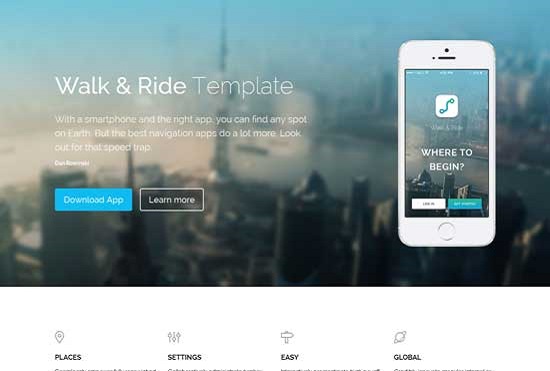 Walk & Ride Template
With a smartphone and the right app, you can find any spot
on Earth. But the best navigation apps do a lot more. Look
out for that speed trap.
Dan Rowinski
Download App
Learn more
Walk & Ride
WHERE TO
BEGIN?
LOG IN
GET STARTED
PLACES
SETTINGS
EASY
GLOBAL